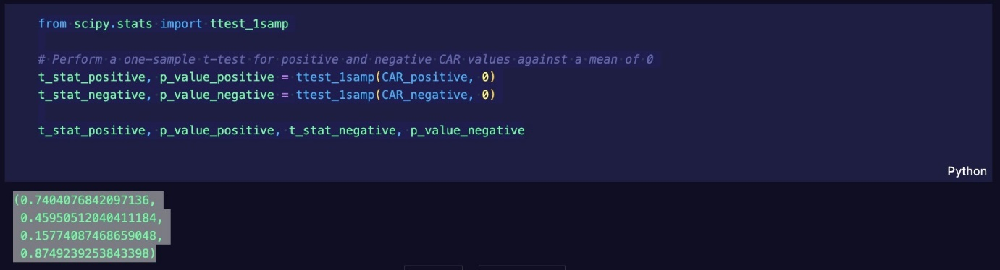 from scipy.stats import ttest_1samp
# Perform a one-sample t-test for positive and negative CAR values against a mean of 0
t_stat_positive, p_value_positive = ttest_1samp(CAR_positive, 0)
t_stat_negative, p_value_negative = ttest_1samp(CAR_negative, 0)
t_stat_positive, p_value_positive, t_stat_negative, p_value_negative
Python
(0.7404076842097136,
0.45950512040411184,
0.15774087468659048,
0.8749239253843398)